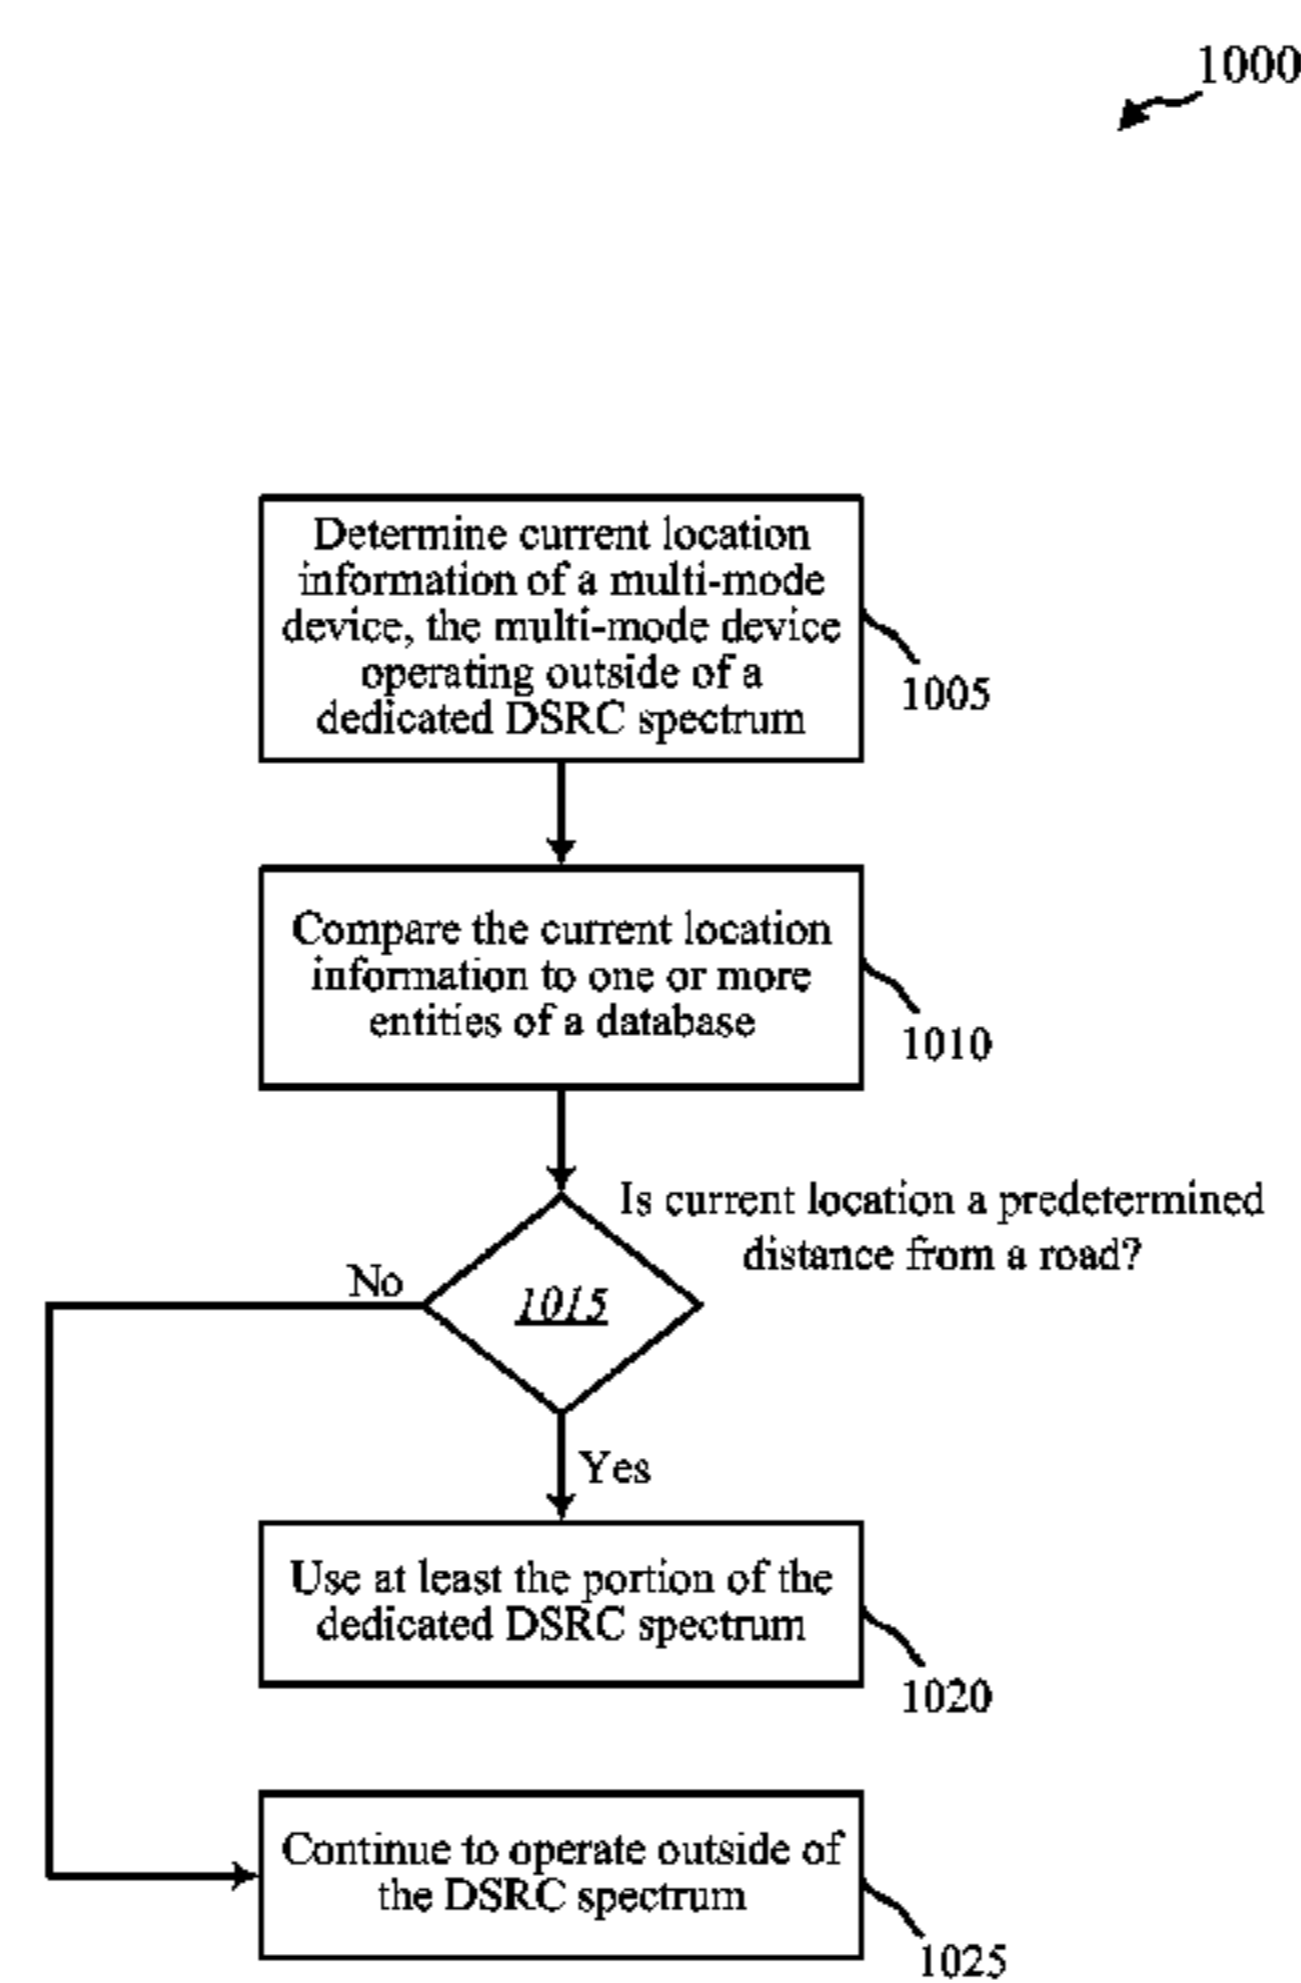 1000
Determine current location
information of a multi-mode
device, the multi-mode device
operating outside of a
dedicated DSRC spectrum
1005
Compare the current location
information to one or more
entities of a database
1010
Is current location a predetermined
distance from a road?
No
1015
Yes
Use at least the portion of the
dedicated DSRC spectrum
1020
Continue to operate outside of
the DSRC spectrum
1025